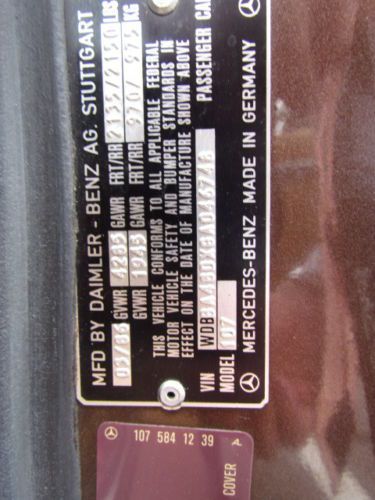 MFD BY DAIMLER-BENZ AG. STUTTGART
03/86 GVWR 4285 GAWR FRT/RR 2135/2150 LBS
GVWR 1945 GAWR FRT/RR 970/975 KG
THIS VEHICLE CONFORMS TO ALL APPLICABLE FEDERAL
MOTOR VEHICLE SAFETY AND BUMPER STANDARDS IN
EFFECT ON THE DATE OF MANUFACTURE SHOWN ABOVE
VIN
MODEL 107 PASSENGER CAR
MERCEDES-BENZ MADE IN GERMANY
107 584 12 39 A
COVER